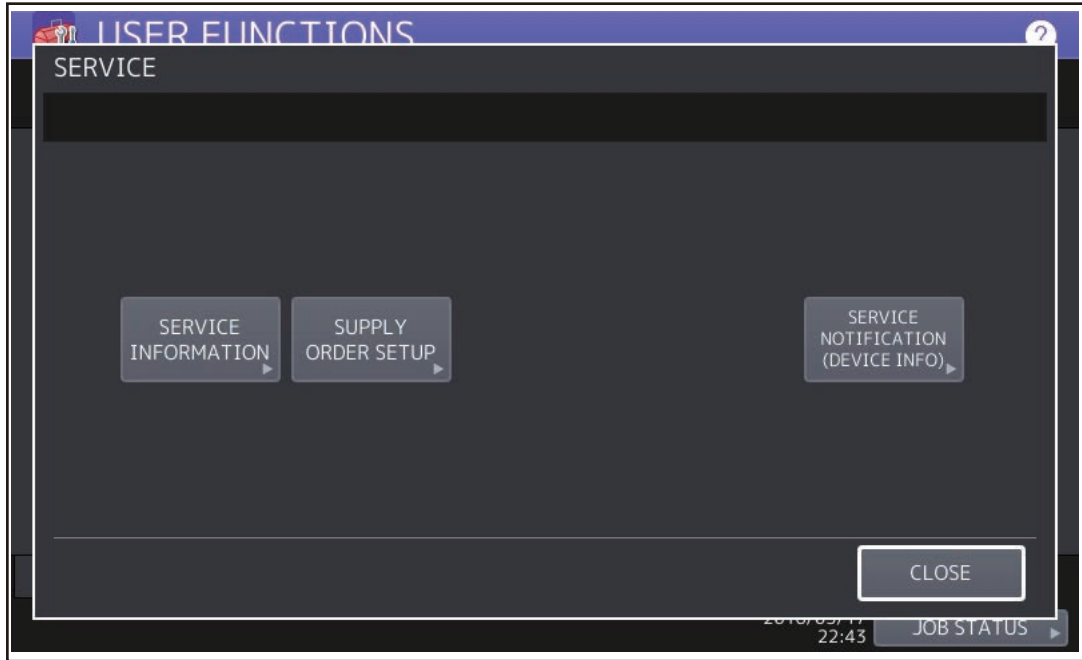 USER FUNCTIONS
?
SERVICE
SERVICE
INFORMATION
SUPPLY
ORDER SETUP
SERVICE
NOTIFICATION
(DEVICE INFO)
CLOSE
22:43
JOB STATUS